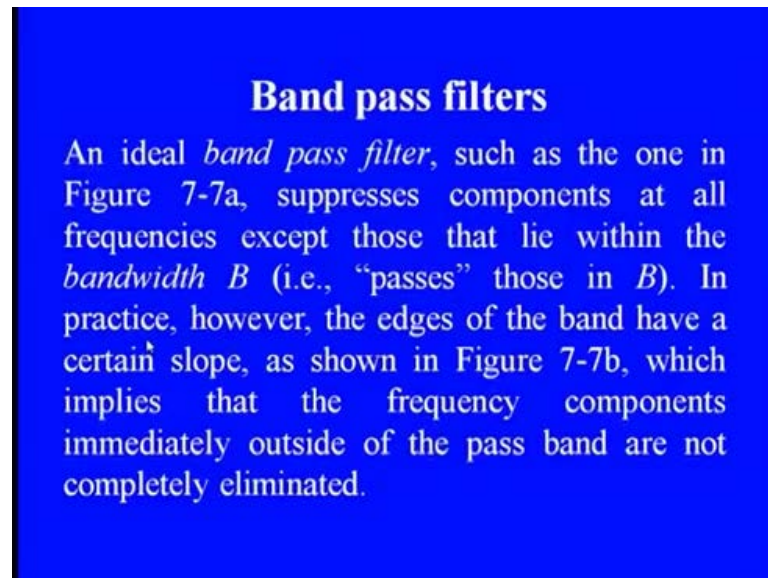 Band pass filters
An ideal band pass filter, such as the one in
Figure 7-7a, suppresses components at all
frequencies except those that lie within the
bandwidth B (i.e., “passes” those in B). In
practice, however, the edges of the band have a
certain slope, as shown in Figure 7-7b, which
implies that the frequency components
immediately outside of the pass band are not
completely eliminated.